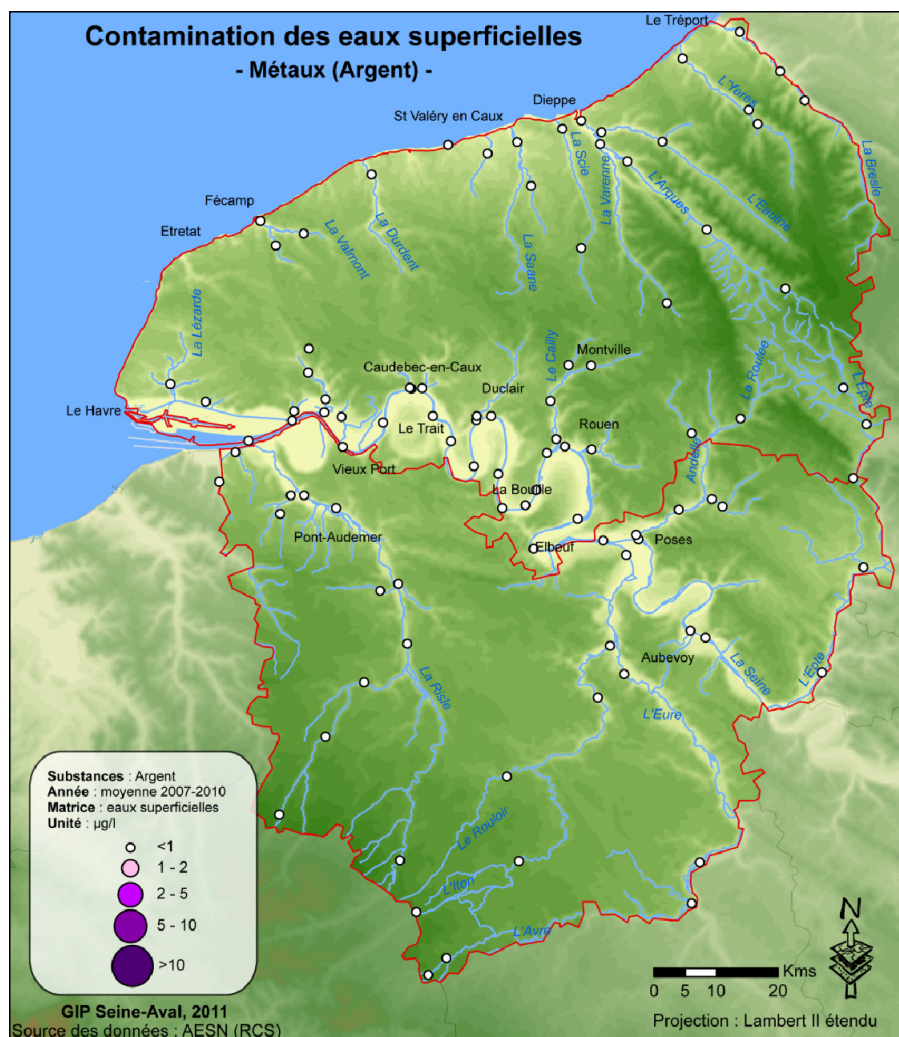 Contamination des eaux superficielles
- Métaux (Argent) -
Le Tréport
Dieppe
St Valéry en Caux
L'Yeres
La Bresle
La Scie
La Varenne
L'Arques
L'Eaulne
Fécamp
Etretat
La Valmont
La Durdent
La Saane
La Lézarde
Le Cailly
Montville
Caudebec-en-Caux
Duclair
La Roulée
L'Epte
Le Havre
Le Trait
Rouen
Vieux Port
La Bouille
Andelle
Pont-Audemer
Elbeuf
Poses
Aubevoy
La Seine
L'Epte
La Risle
L'Eure
Substances : Argent
Année : moyenne 2007-2010
Matrice : eaux superficielles
Unité : µg/l
<1
1 - 2
2 - 5
5 - 10
>10
Le Rouloir
L'Iton
L'Avre
N
Kms
0 5 10 20
GIP Seine-Aval, 2011
Source des données : AESN (RCS)
Projection : Lambert II étendu